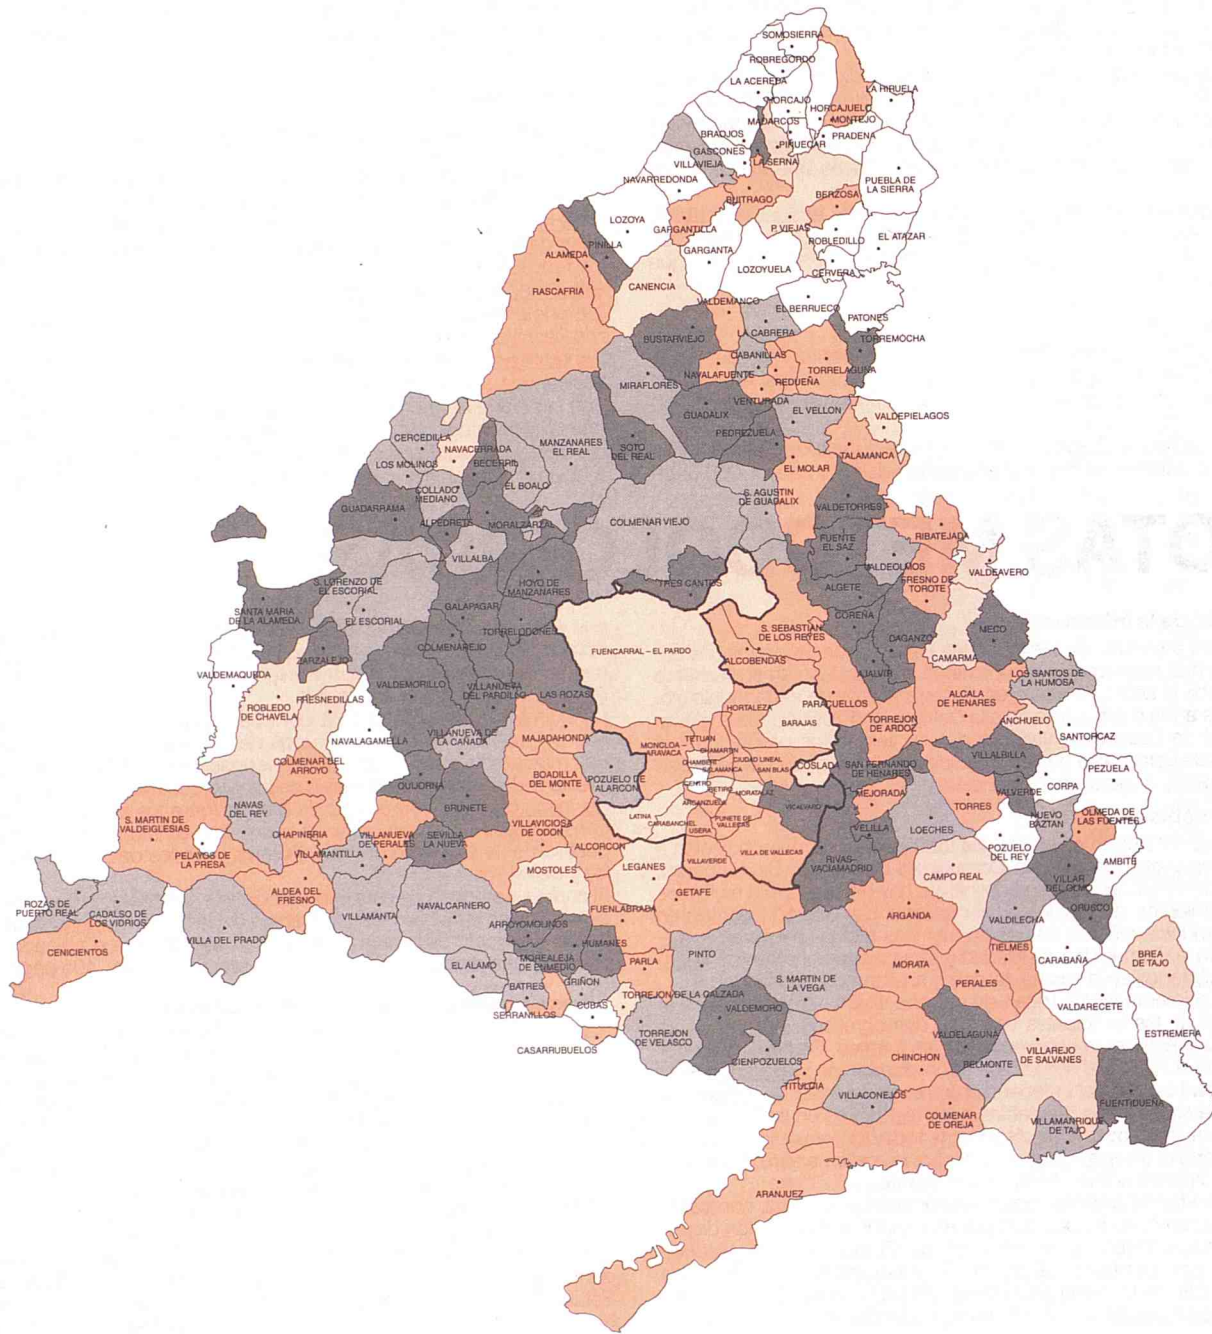 SOMOSIERRA
ROBREGORDO
LA ACEREBA
HORCAJO
HORCAJUELO
LA HIRUELA
MADARCOS
MONTEJO
PRADENA
BRAOJOS
PIÑUECAR
GASCONES
LA SERNA
VILLAVIEJA
NAVARREDONDA
PUEBLA DE
LA SIERRA
BUITRAGO
BERZOSA
LOZOYA
GARGANTILLA
P. VIEJAS
ROBLEDILLO
EL ATAZAR
PINILLA
ALAMEDA
GARGANTA
LOZOYUELA
CERVERA
RASCAFRIA
CANENCIA
VALDEMANCO
EL BERRUECO
PATONES
BUSTARVIEJO
LA CABRERA
TORREMOCHA
CABANILLAS
MIRAFLORES
NAVALAFUENTE
REDUEÑA
TORRELAGUNA
VENTURADA
GUADALIX
EL VELLON
VALDEPIELAGOS
CERCEDILLA
NAVACERRADA
MANZANARES
EL REAL
SOTO
DEL REAL
PEDREZUELA
TALAMANCA
LOS MOLINOS
BECERRIL
EL MOLAR
COLLADO
MEDIANO
EL BOALO
S. AGUSTIN
DE GUADALIX
VALDETORRES
GUADARRAMA
ALPEDRETE
MORALZARZAL
COLMENAR VIEJO
RIBATEJADA
VILLALBA
FUENTE
EL SAZ
VALDEOLMOS
VALDEAVERO
S. LORENZO DE
EL ESCORIAL
HOYO DE
MANZANARES
TRES CANTOS
ALGETE
FRESNO DE
TOROTE
SANTA MARIA
DE LA ALAMEDA
EL ESCORIAL
GALAPAGAR
TORRELODONES
COREÑA
DAGANZO
MECO
COLMENAREJO
S. SEBASTIAN
DE LOS REYES
CAMARMA
ZARZALEJO
FUENCARRAL – EL PARDO
ALCOBENDAS
AJALVIR
VALDEMAQUEDA
VALDEMORILLO
VILLANUEVA
DEL PARDILLO
LAS ROZAS
LOS SANTOS DE
LA HUMOSA
FRESNEDILLAS
ROBLEDO
DE CHAVELA
HORTALEZA
PARACUELLOS
ALCALA
DE HENARES
NAVALAGAMELLA
VILLANUEVA DE
LA CAÑADA
MAJADAHONDA
BARAJAS
TORREJON
DE ARDOZ
ANCHUELO
SANTORCAZ
TETUAN
MONCLOA –
ARAVACA
CHAMARTIN
CIUDAD LINEAL
CHAMBERI
SALAMANCA
SAN BLAS
COSLADA
SAN FERNANDO
DE HENARES
VILLALBILLA
COLMENAR DEL
ARROYO
BOADILLA
DEL MONTE
POZUELO DE
ALARCON
CENTRO
RETIRO
MORATALAZ
MEJORADA
TORRES
VALVERDE
CORPA
PEZUELA
QUIJORNA
BRUNETE
NAVAS
DEL REY
ARGANZUELA
VICALVARO
NUEVO
BAZTAN
OLMEDA DE
LAS FUENTES
S. MARTIN DE
VALDEIGLESIAS
CHAPINERIA
VILLANUEVA
DE PERALES
SEVILLA
LA NUEVA
VILLAVICIOSA
DE ODON
LATINA
CARABANCHEL
USERA
PUNETE DE
VALLECAS
VELILLA
LOECHES
POZUELO
DEL REY
PELAYOS DE
LA PRESA
VILLAMANTILLA
ALCORCON
VILLAVERDE
VILLA DE VALLECAS
RIVAS-
VACIAMADRID
AMBITE
MOSTOLES
LEGANES
CAMPO REAL
VILLAR
DEL OLMO
ALDEA DEL
FRESNO
GETAFE
ROZAS DE
PUERTO REAL
CADALSO DE
LOS VIDRIOS
VILLAMANTA
NAVALCARNERO
FUENLABRADA
ARGANDA
VALDILECHA
ORUSCO
VILLA DEL PRADO
ARROYOMOLINOS
HUMANES
TIELMES
CENICIENTOS
MOREALEJA
DE ENMEDIO
PINTO
CARABAÑA
BREA
DE TAJO
EL ALAMO
PARLA
MORATA
PERALES
BATRES
GRIÑON
S. MARTIN DE
LA VEGA
CUBAS
TORREJON DE LA CALZADA
SERRANILLOS
VALDEMORO
VALDARECETE
ESTREMERA
TORREJON
DE VELASCO
VALDELAGUNA
CASARRUBUELOS
CIENPOZUELOS
CHINCHON
VILLAREJO
DE SALVANES
BELMONTE
TITULCIA
VILLACONEJOS
FUENTIDUEÑA
COLMENAR
DE OREJA
VILLAMANRIQUE
DE TAJO
ARANJUEZ